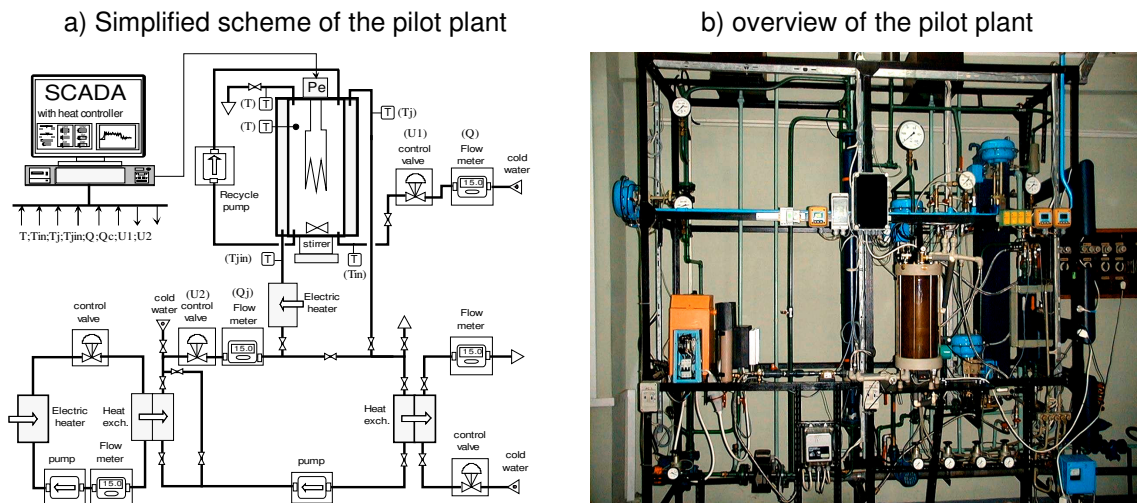 a) Simplified scheme of the pilot plant
b) overview of the pilot plant
SCADA
with heat controller
T;Tin;Tj;Tjin;Q;Qc;U1;U2
Pe
(T)
T
(T)
T
T
(Tj)
Recycle
pump
(U1)
control
valve
(Q)
Flow
meter
15.0
cold
water
stirrer
(Tjin)
T
T
(Tin)
Electric
heater
control
valve
cold
water
(U2)
control
valve
(Qj)
Flow
meter
15.0
Flow
meter
15.0
Electric
heater
Heat
exch.
Heat
exch.
pump
Flow
meter
15.0
pump
control
valve
cold
water